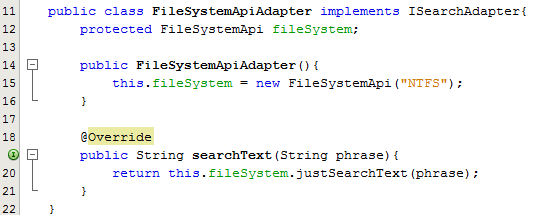 11 public class FileSystemApiAdapter implements ISearchAdapter{
12 protected FileSystemApi fileSystem;
13
14 public FileSystemApiAdapter(){
15 this.fileSystem = new FileSystemApi("NTFS");
16 }
17
18 @Override
public String searchText(String phrase){
20 return this.fileSystem.justSearchText(phrase);
21 }
22 }